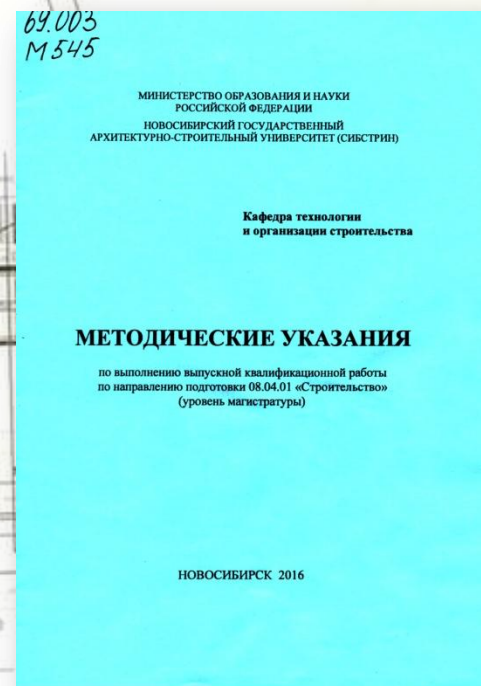 69.003
М545
МИНИСТЕРСТВО ОБРАЗОВАНИЯ И НАУКИ
РОССИЙСКОЙ ФЕДЕРАЦИИ
НОВОСИБИРСКИЙ ГОСУДАРСТВЕННЫЙ
АРХИТЕКТУРНО-СТРОИТЕЛЬНЫЙ УНИВЕРСИТЕТ (СИБСТРИН)
Кафедра технологии
и организации строительства
МЕТОДИЧЕСКИЕ УКАЗАНИЯ
по выполнению выпускной квалификационной работы
по направлению подготовки 08.04.01 «Строительство»
(уровень магистратуры)
НОВОСИБИРСК 2016